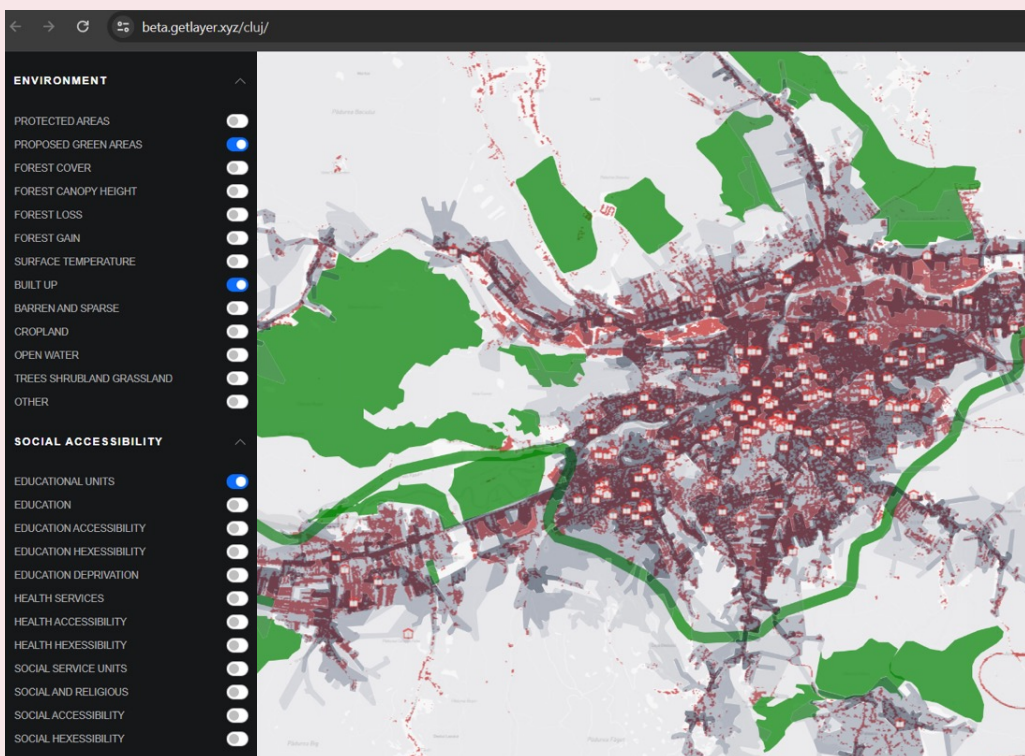 beta.getlayer.xyz/cluj/
ENVIRONMENT
PROTECTED AREAS
PROPOSED GREEN AREAS
FOREST COVER
FOREST CANOPY HEIGHT
FOREST LOSS
FOREST GAIN
SURFACE TEMPERATURE
BUILT UP
BARREN AND SPARSE
CROPLAND
OPEN WATER
TREES SHRUBLAND GRASSLAND
OTHER
SOCIAL ACCESSIBILITY
EDUCATIONAL UNITS
EDUCATION
EDUCATION ACCESSIBILITY
EDUCATION HEXESSIBILITY
EDUCATION DEPRIVATION
HEALTH SERVICES
HEALTH ACCESSIBILITY
HEALTH HEXESSIBILITY
SOCIAL SERVICE UNITS
SOCIAL AND RELIGIOUS
SOCIAL ACCESSIBILITY
SOCIAL HEXESSIBILITY